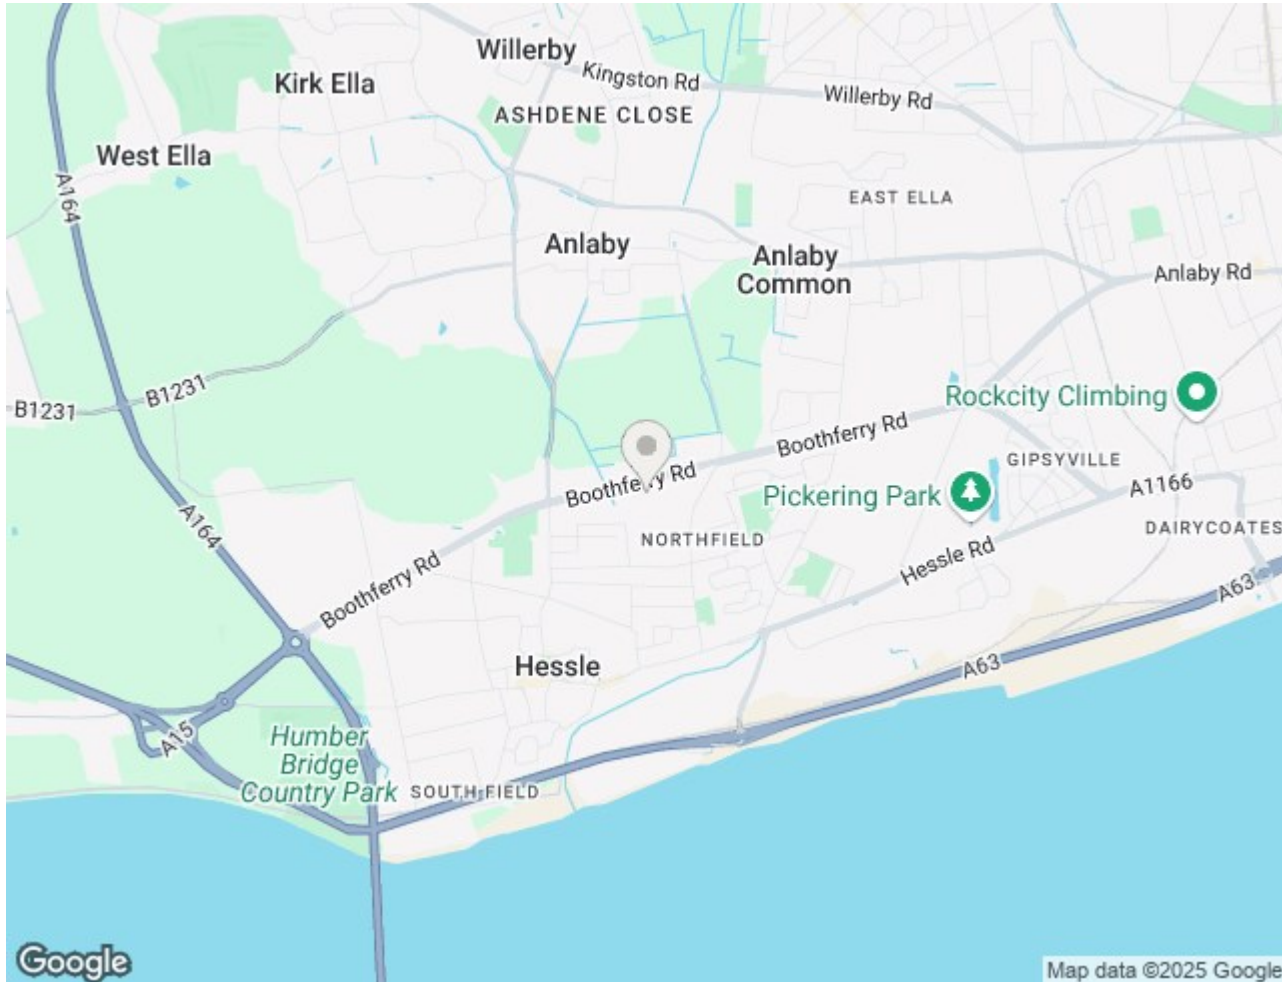 Willerby
Kingston Rd
Kirk Ella
Willerby Rd
ASHDENE CLOSE
West Ella
A164
EAST ELLA
Anlaby
Anlaby
Common
Anlaby Rd
B1231
B1231
Rockcity Climbing
Boothferry Rd
GIPSYVILLE
Boothferry Rd
Pickering Park
A1166
A164
NORTHFIELD
DAIRYCOATES
Hessle Rd
Boothferry Rd
A63
Hessle
A63
A15
Humber
Bridge
Country Park
SOUTH FIELD
Google
Map data ©2025 Google